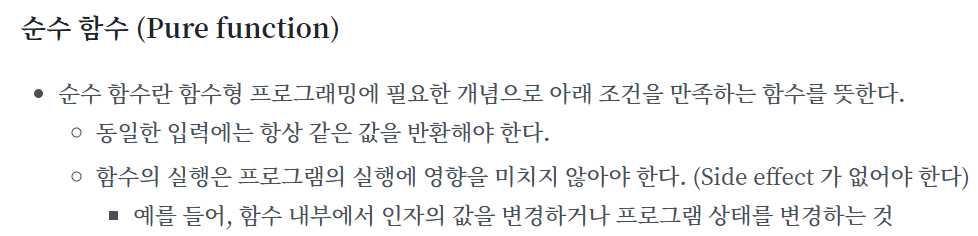 순수 함수 (Pure function)
순수 함수란 함수형 프로그래밍에 필요한 개념으로 아래 조건을 만족하는 함수를 뜻한다.
동일한 입력에는 항상 같은 값을 반환해야 한다.
함수의 실행은 프로그램의 실행에 영향을 미치지 않아야 한다. (Side effect 가 없어야 한다)
예를 들어, 함수 내부에서 인자의 값을 변경하거나 프로그램 상태를 변경하는 것